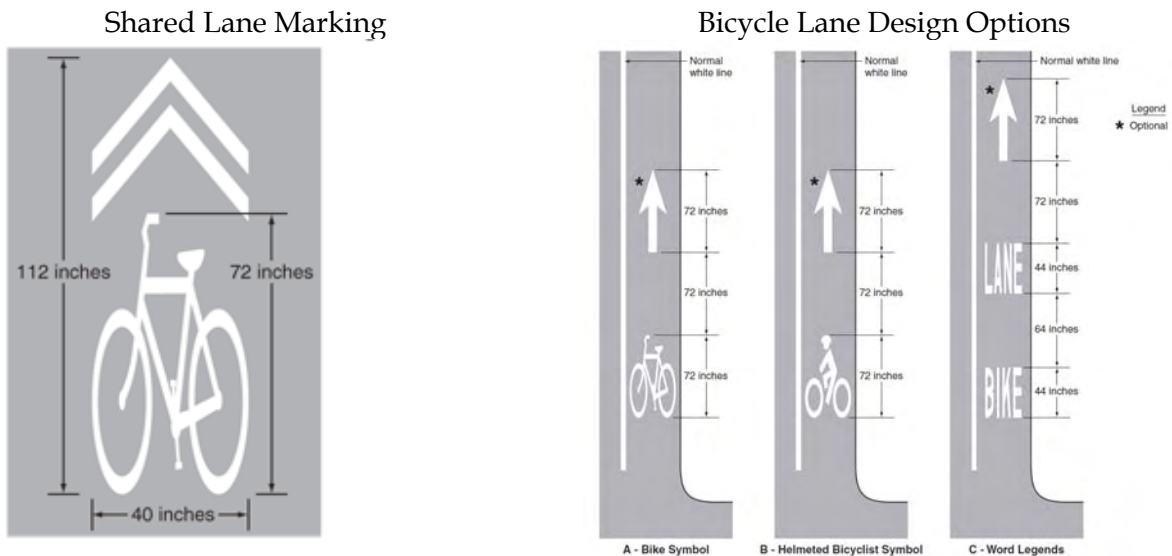 Shared Lane Marking
112 inches
72 inches
40 inches
Bicycle Lane Design Options
Normal
white line
*
72 inches
72 inches
72 inches
A - Bike Symbol
Normal
white line
*
72 inches
72 inches
72 inches
B - Helmeted Bicyclist Symbol
Normal white line
*
72 inches
72 inches
LANE
44 inches
64 inches
BIKE
44 inches
C - Word Legends
Legend
* Optional